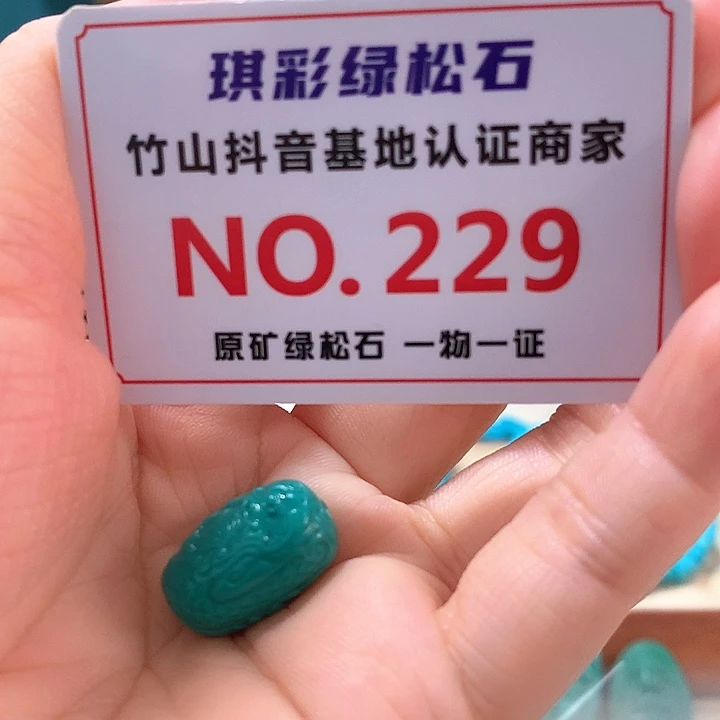 琪彩绿松石
竹山抖音基地认证商家
NO. 229
原矿绿松石 一物一证